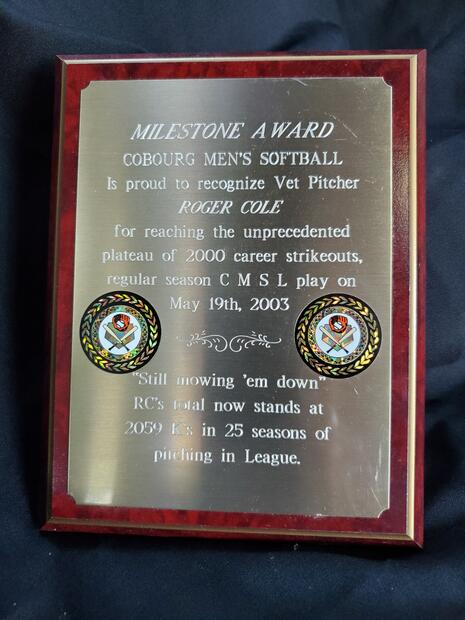 MILESTONE AWARD
COBOURG MEN'S SOFTBALL
Is proud to recognize Vet Pitcher
ROGER COLE
for reaching the unprecedented
plateau of 2000 career strikeouts,
regular season C M S L play on
May 19th, 2003
"Still mowing 'em down"
RC's total now stands at
2059 K's in 25 seasons of
pitching in League.